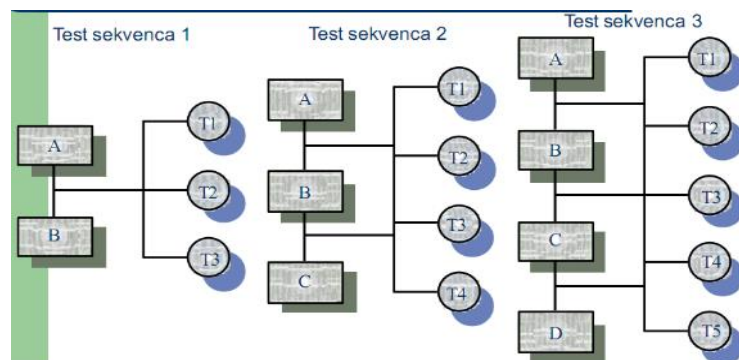 Test sekvenca 1
A
B
T1
T2
T3
Test sekvenca 2
A
B
C
T1
T2
T3
T4
Test sekvenca 3
A
B
C
D
T1
T2
T3
T4
T5